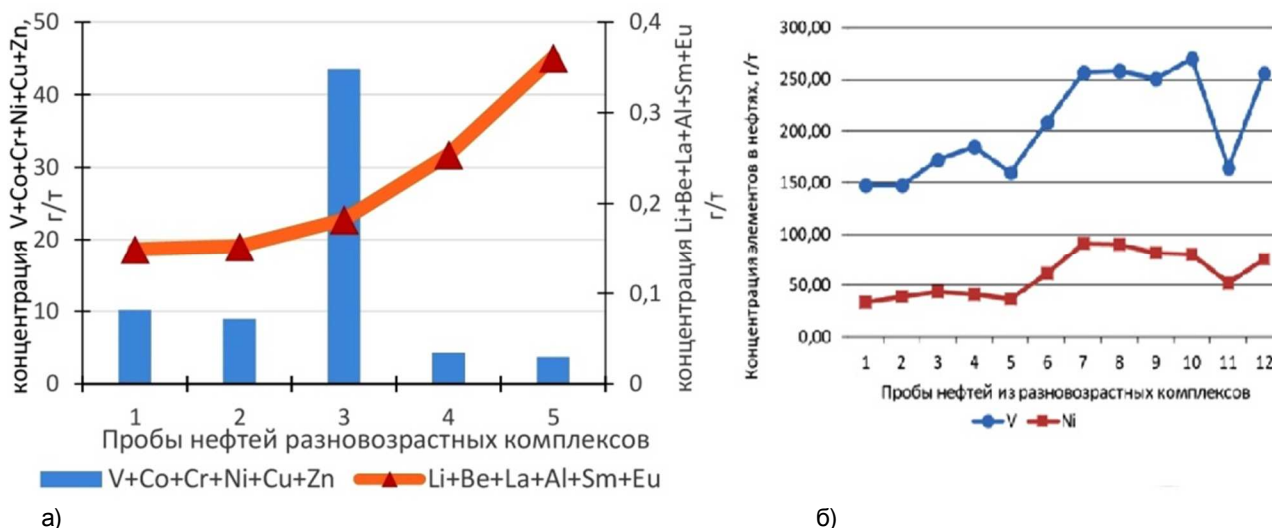 концентрация V+Co+Cr+Ni+Cu+Zn,
г/т
50
40
30
20
10
0
0,4
0,3
0,2
0,1
0
концентрация Li+Be+La+Al+Sm+Eu
г/т
1 2 3 4 5
Пробы нефтей разновозрастных комплексов
V+Co+Cr+Ni+Cu+Zn Li+Be+La+Al+Sm+Eu
а)
Концентрация элементов в нефтях, г/т
300,00
250,00
200,00
150,00
100,00
50,00
0,00
1 2 3 4 5 6 7 8 9 10 11 12
Пробы нефтей из разновозрастных комплексов
V Ni
б)